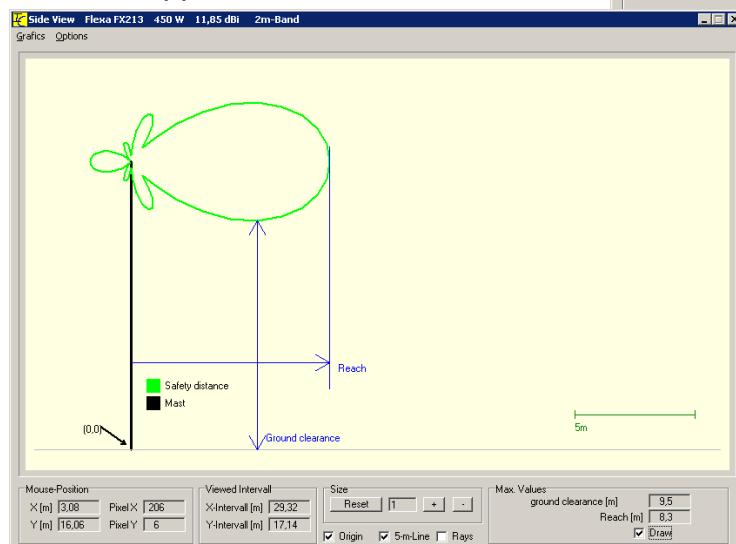 Side View Flexa FX213 450 W 11,85 dBi 2m-Band
Grafics Options
Reach
Safety distance
Mast
(0,0)
Ground clearance
5m
Mouse-Position
X [m] 3,08 Pixel X 206
Y [m] 16,06 Pixel Y 6
Viewed Intervall
X-Intervall [m] 29,32
Y-Intervall [m] 17,14
Size
Reset 1 + -
Origin 5-m-Line Rays
Max. Values
ground clearance [m] 9,5
Reach [m] 8,3
Draw